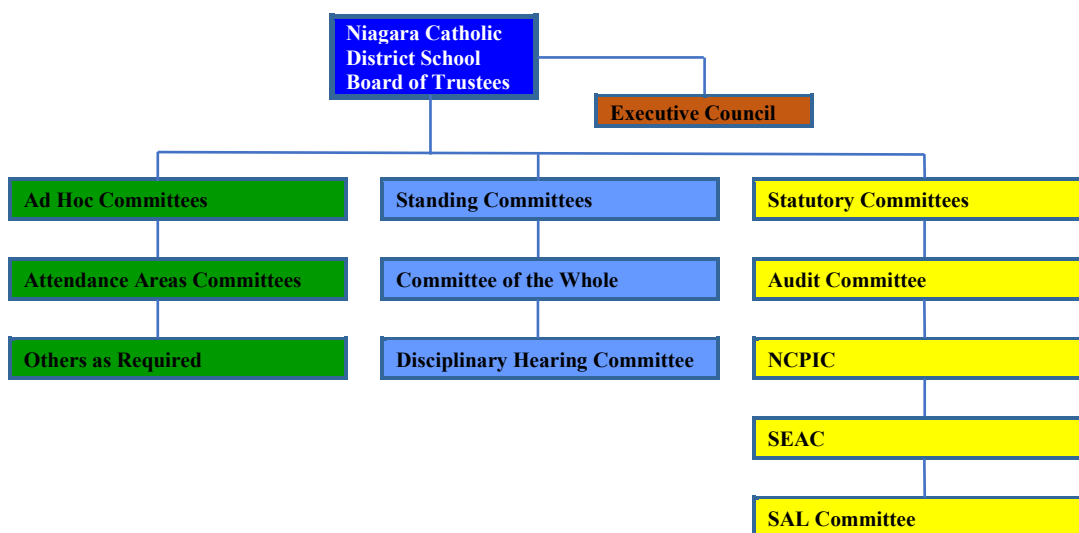 Niagara Catholic
District School
Board of Trustees
Executive Council
Ad Hoc Committees
Standing Committees
Statutory Committees
Attendance Areas Committees
Committee of the Whole
Audit Committee
Others as Required
Disciplinary Hearing Committee
NCPIC
SEAC
SAL Committee